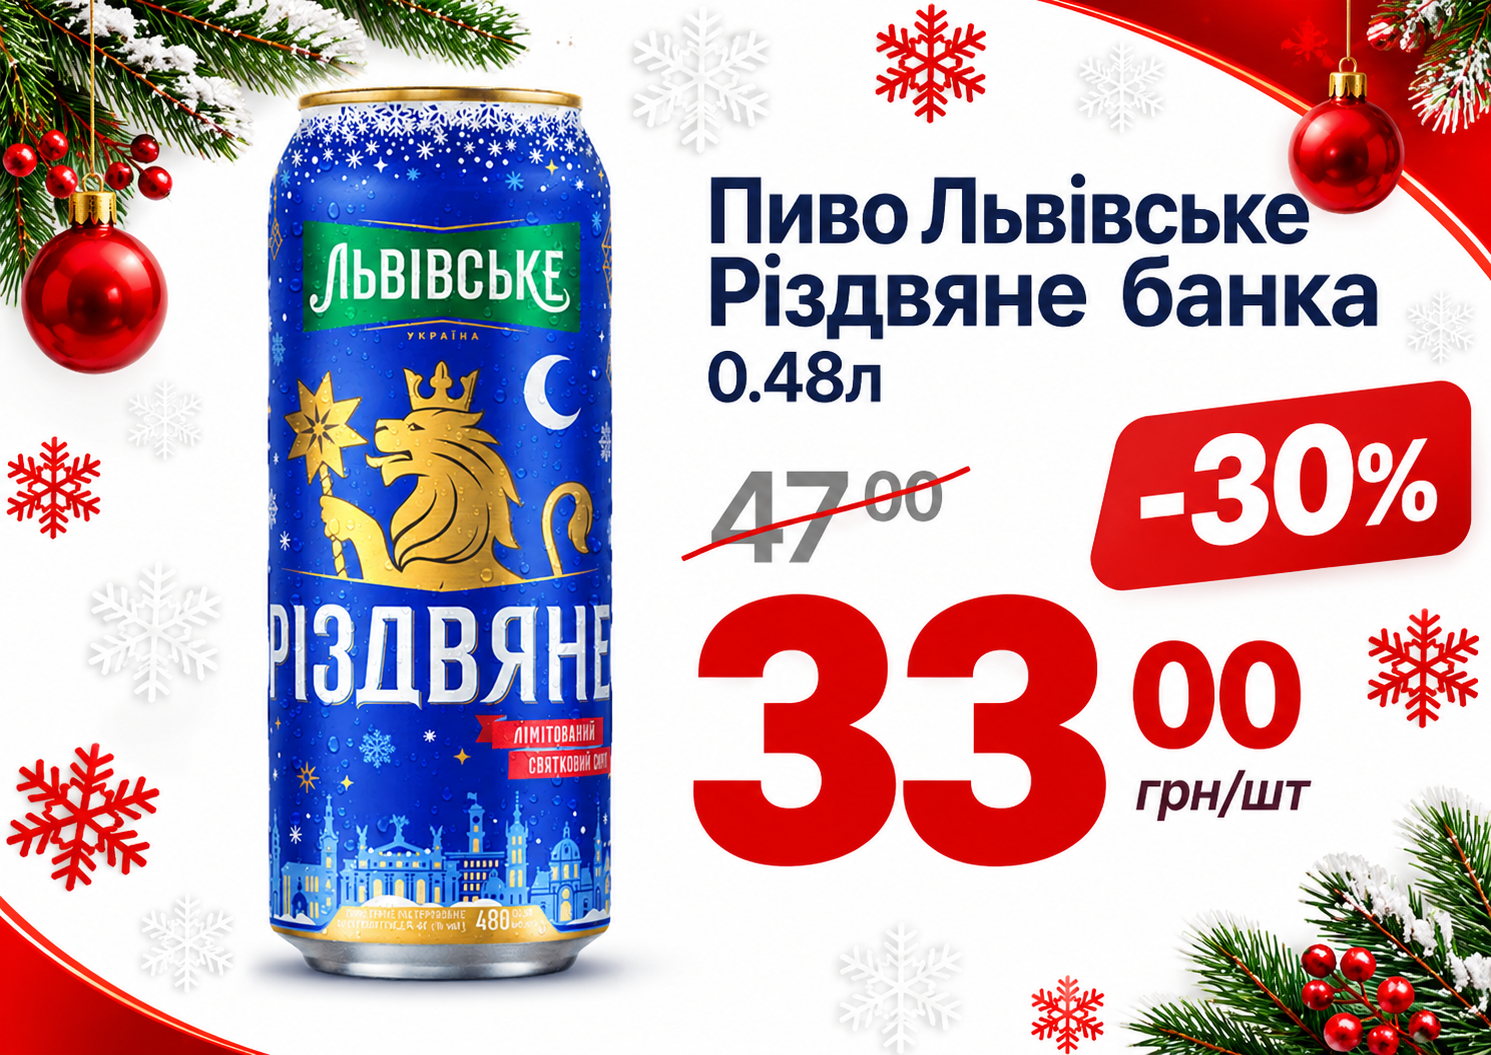 ЛЬВІВСЬКЕ
УКРАЇНА
РІЗДВЯНЕ
ЛІМІТОВАНИЙ
СВЯТКОВИЙ
480
Пиво Львівське
Різдвяне банка
0.48л
47 00
-30%
33 00
грн/шт